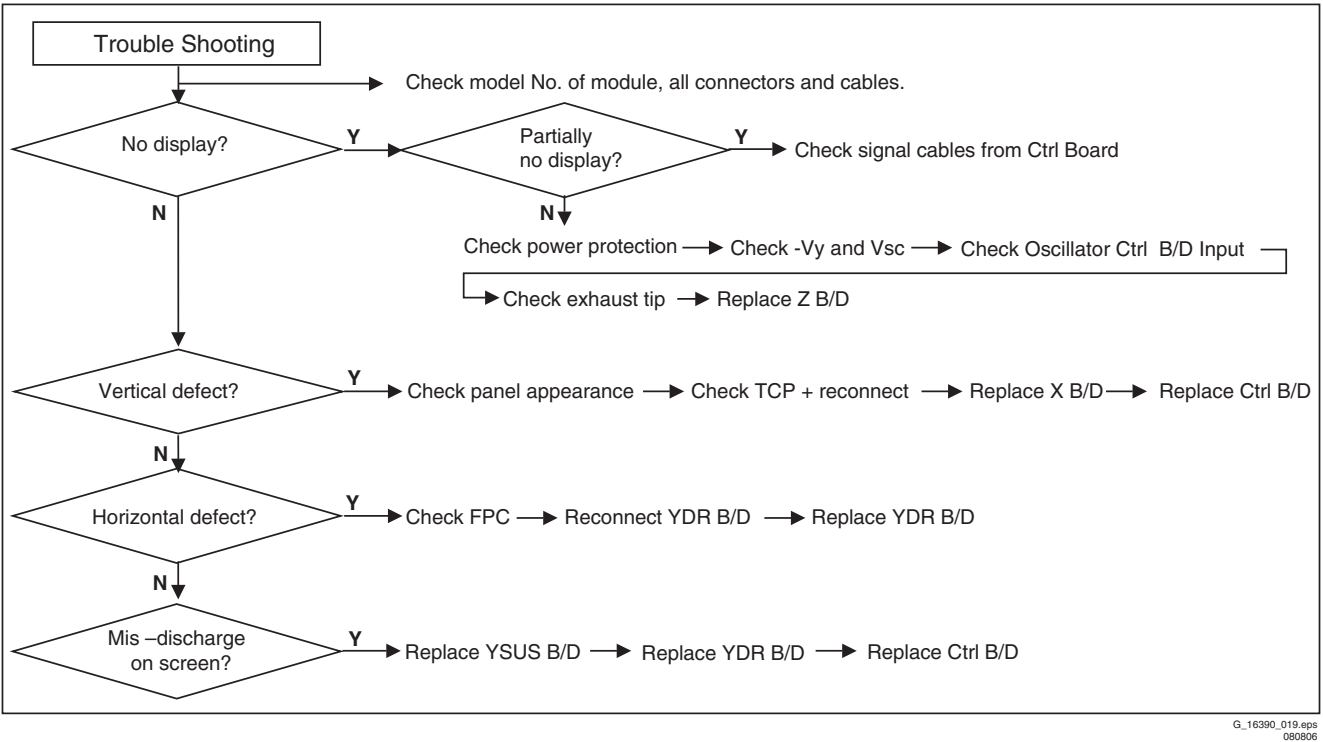 Trouble Shooting
Check model No. of module, all connectors and cables.
No display?
Y
Partially
no display?
Y
Check signal cables from Ctrl Board
N
N
Check power protection
Check -Vy and Vsc
Check Oscillator Ctrl B/D Input
Check exhaust tip
Replace Z B/D
Vertical defect?
Y
Check panel appearance
Check TCP + reconnect
Replace X B/D
Replace Ctrl B/D
N
Horizontal defect?
Y
Check FPC
Reconnect YDR B/D
Replace YDR B/D
N
Mis –discharge
on screen?
Y
Replace YSUS B/D
Replace YDR B/D
Replace Ctrl B/D
G_16390_019.eps
080806